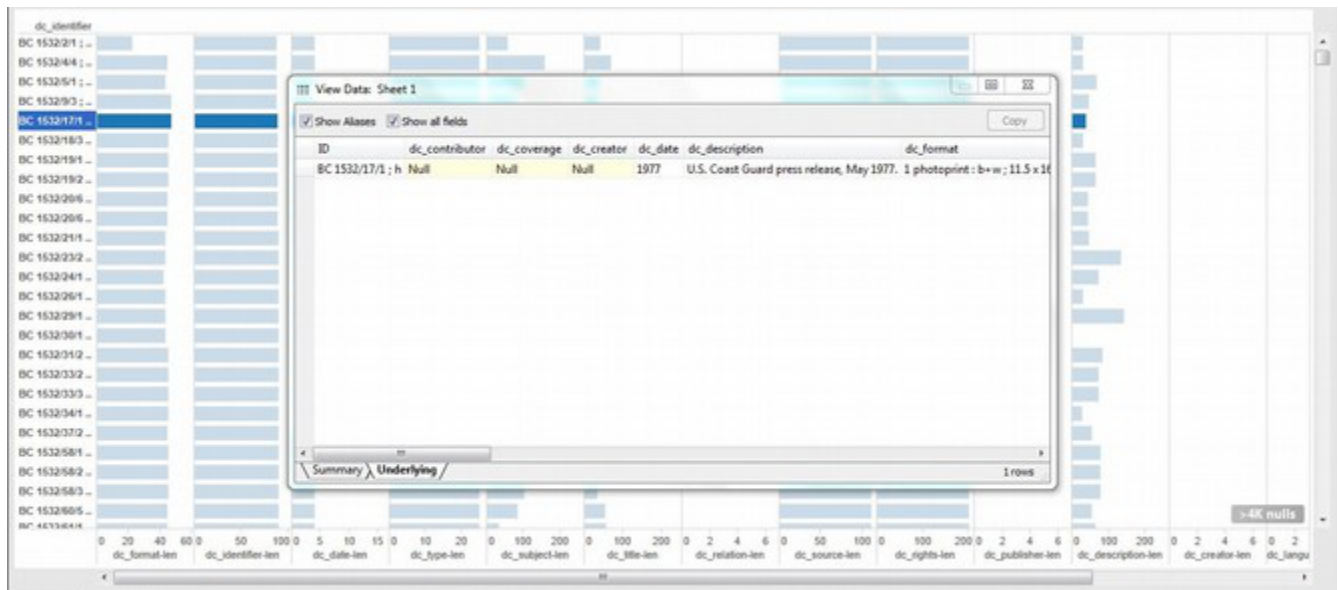 dc_identifier
BC 1532/2/1 ; ..
BC 1532/4/4 ; ..
BC 1532/5/1 ; ..
BC 1532/9/3 ; ..
BC 1532/17/1 ..
BC 1532/18/3 ..
BC 1532/19/1 ..
BC 1532/19/2 ..
BC 1532/20/6 ..
BC 1532/20/6 ..
BC 1532/21/1 ..
BC 1532/23/2 ..
BC 1532/24/1 ..
BC 1532/26/1 ..
BC 1532/29/1 ..
BC 1532/30/1 ..
BC 1532/31/2 ..
BC 1532/33/2 ..
BC 1532/33/3 ..
BC 1532/34/1 ..
BC 1532/37/2 ..
BC 1532/58/1 ..
BC 1532/58/2 ..
BC 1532/58/3 ..
BC 1532/60/5 ..
View Data: Sheet 1
Show Aliases Show all fields Copy
ID dc_contributor dc_coverage dc_creator dc_date dc_description dc_format
BC 1532/17/1 ; h Null Null Null 1977 U.S. Coast Guard press release, May 1977. 1 photoprint : b+w ; 11.5 x 16
Summary Underlying 1 rows
>4K nulls
0 20 40 60 0 50 100 0 5 10 15 0 10 20 0 100 200 0 100 200 0 2 4 6 0 50 100 0 100 200 0 2 4 6 0 100 200 0 2 4 6 0 2
dc_format-len dc_identifier-len dc_date-len dc_type-len dc_subject-len dc_title-len dc_relation-len dc_source-len dc_rights-len dc_publisher-len dc_description-len dc_creator-len dc_langu